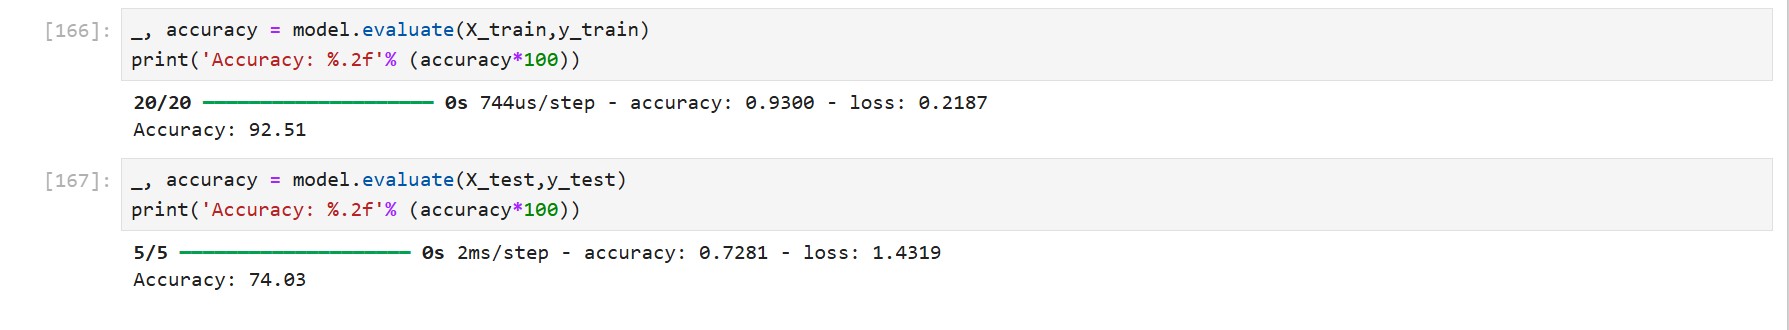 [166]: _, accuracy = model.evaluate(X_train,y_train)
print('Accuracy: %.2f'% (accuracy*100))
20/20 ━━━━━━━━━━━━━━━━━━━━ 0s 744us/step - accuracy: 0.9300 - loss: 0.2187
Accuracy: 92.51
[167]: _, accuracy = model.evaluate(X_test,y_test)
print('Accuracy: %.2f'% (accuracy*100))
5/5 ━━━━━━━━━━━━━━━━━━━━ 0s 2ms/step - accuracy: 0.7281 - loss: 1.4319
Accuracy: 74.03